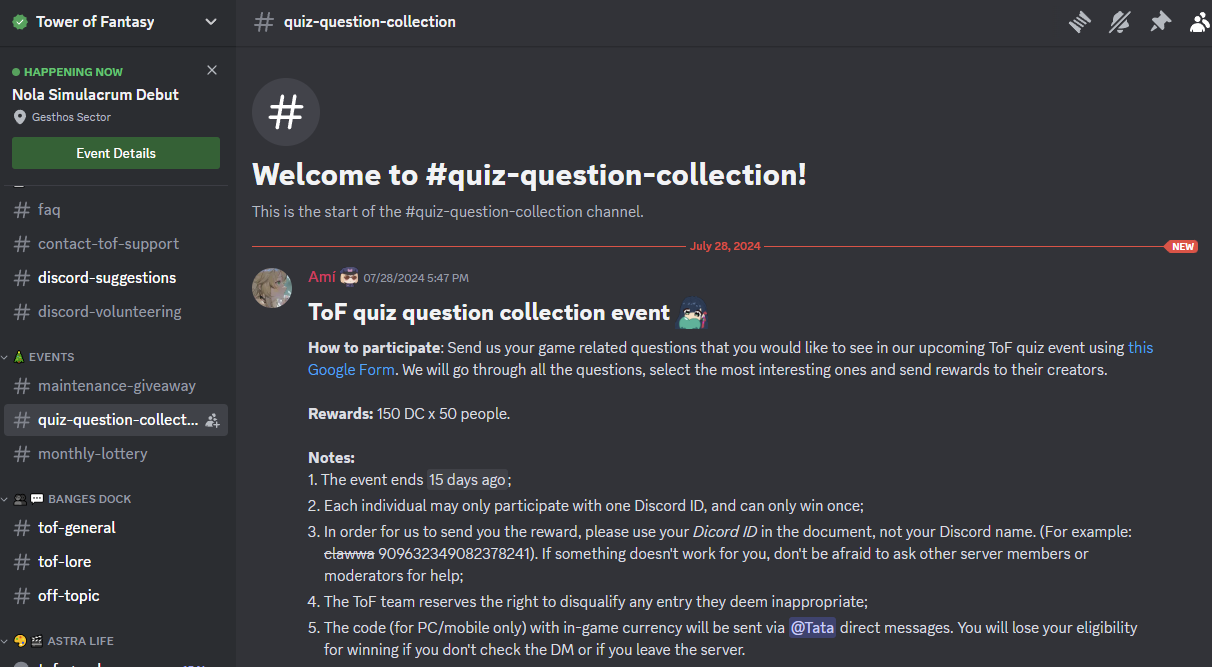 Tower of Fantasy
HAPPENING NOW
Nola Simulacrum Debut
Gesthos Sector
Event Details
# faq
# contact-tof-support
# discord-suggestions
# discord-volunteering
EVENTS
# maintenance-giveaway
# quiz-question-collect...
# monthly-lottery
BANGES DOCK
# tof-general
# tof-lore
# off-topic
ASTRA LIFE
# quiz-question-collection
#
Welcome to #quiz-question-collection!
This is the start of the #quiz-question-collection channel.
July 28, 2024
NEW
Amí 07/28/2024 5:47 PM
ToF quiz question collection event
How to participate: Send us your game related questions that you would like to see in our upcoming ToF quiz event using this
Google Form. We will go through all the questions, select the most interesting ones and send rewards to their creators.
Rewards: 150 DC x 50 people.
Notes:
1. The event ends 15 days ago;
2. Each individual may only participate with one Discord ID, and can only win once;
3. In order for us to send you the reward, please use your Dicord ID in the document, not your Discord name. (For example:
clawwa 909632349082378241). If something doesn't work for you, don't be afraid to ask other server members or
moderators for help;
4. The ToF team reserves the right to disqualify any entry they deem inappropriate;
5. The code (for PC/mobile only) with in-game currency will be sent via @Tata direct messages. You will lose your eligibility
for winning if you don't check the DM or if you leave the server.